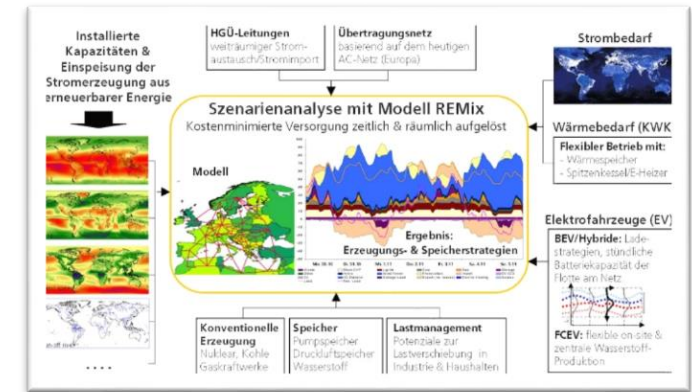 Installierte
Kapazitäten &
Einspeisung der
Stromerzeugung aus
erneuerbarer Energie
HGÜ-Leitungen
weiträumiger Strom-
austausch/Stromimport
Übertragungsnetz
basierend auf dem heutigen
AC-Netz (Europa)
Strombedarf
Szenarienanalyse mit Modell REMix
Kostenminimierte Versorgung zeitlich & räumlich aufgelöst
Modell
Ergebnis:
Erzeugungs- & Speicherstrategien
Wärmebedarf (KWK
Flexibler Betrieb mit:
- Wärmespeicher
- Spitzenkessel/E-Heizer
Elektrofahrzeuge (EV)
BEV/Hybride: Lade-
strategien, stündliche
Batteriekapazität der
Flotte am Netz
FCEV: flexible on-site &
zentrale Wasserstoff-
Produktion
Konventionelle
Erzeugung
Nuklear, Kohle
Gaskraftwerke
Speicher
Pumpspeicher
Druckluftspeicher
Wasserstoff
Lastmanagement
Potenziale zur
Lastverschiebung in
Industrie & Haushalten
....